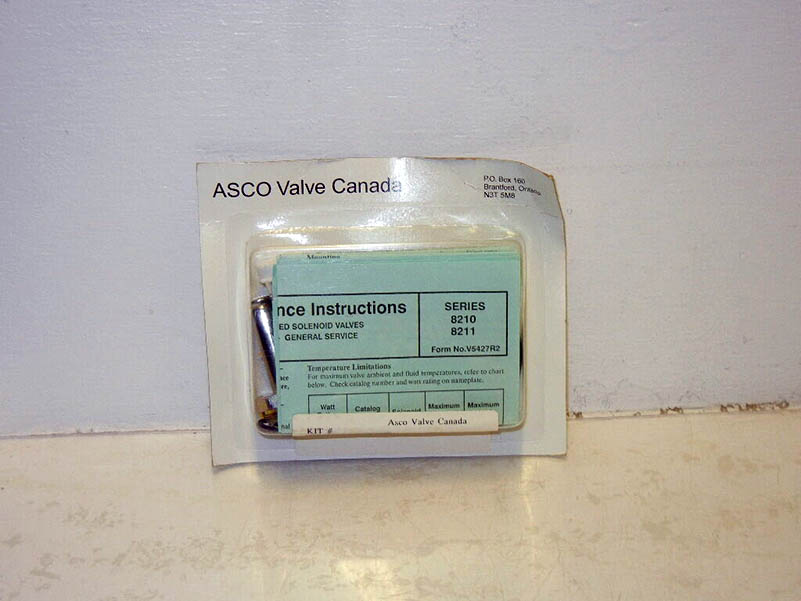 ASCO Valve Canada
P.O. Box 160
Brantford, Ontario
N3T 5M8
Mounting
nce Instructions
ED SOLENOID VALVES
GENERAL SERVICE
SERIES
8210
8211
Form No.V5427R2
Temperature Limitations
For maximum valve ambient and fluid temperatures, refer to chart
below. Check catalog number and watt rating on nameplate.
Watt Catalog Solenoid Maximum Maximum
Asco Valve Canada
KIT #